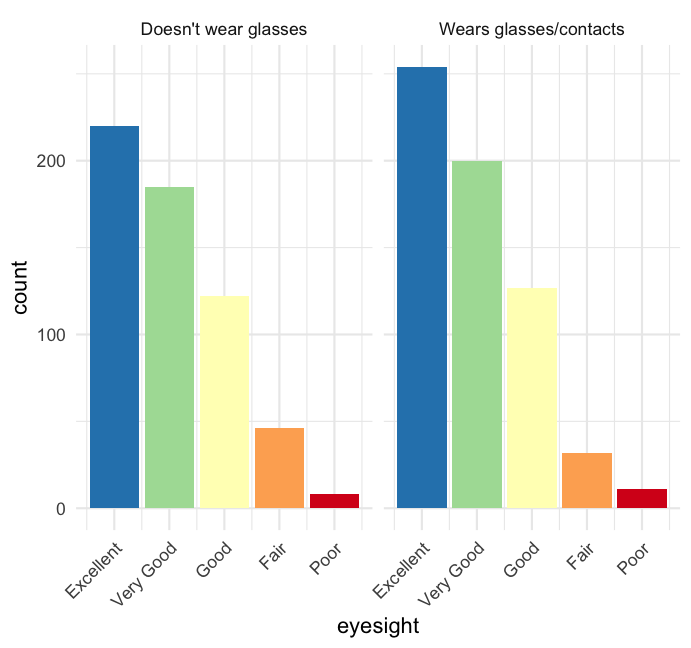 Doesn't wear glasses
Wears glasses/contacts
count
200
100
0
Excellent
Very Good
Good
Fair
Poor
Excellent
Very Good
Good
Fair
Poor
eyesight